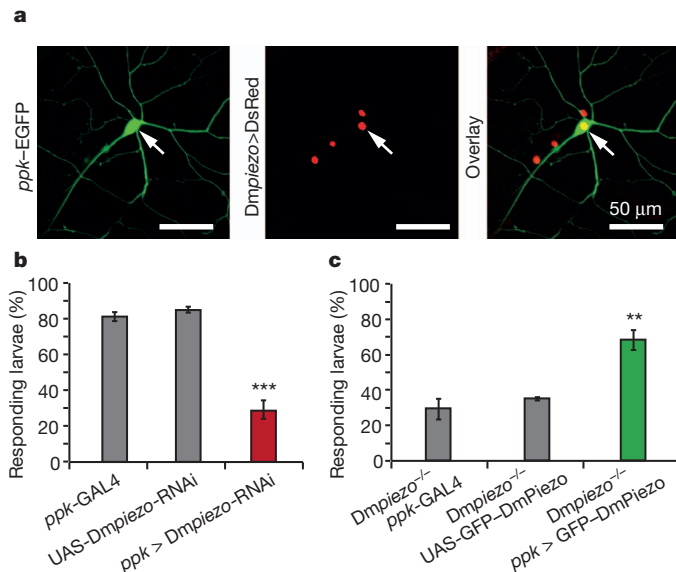 a
ppk–EGFP
Dmpiezo>DsRed
Overlay
50 μm
b
Responding larvae (%)
100
80
60
40
20
0
***
ppk-GAL4
UAS-Dmpiezo-RNAi
ppk > Dmpiezo-RNAi
c
Responding larvae (%)
100
80
60
40
20
0
**
Dmpiezo−/−
ppk-GAL4
Dmpiezo−/−
UAS-GFP–DmPiezo
Dmpiezo−/−
ppk > GFP–DmPiezo